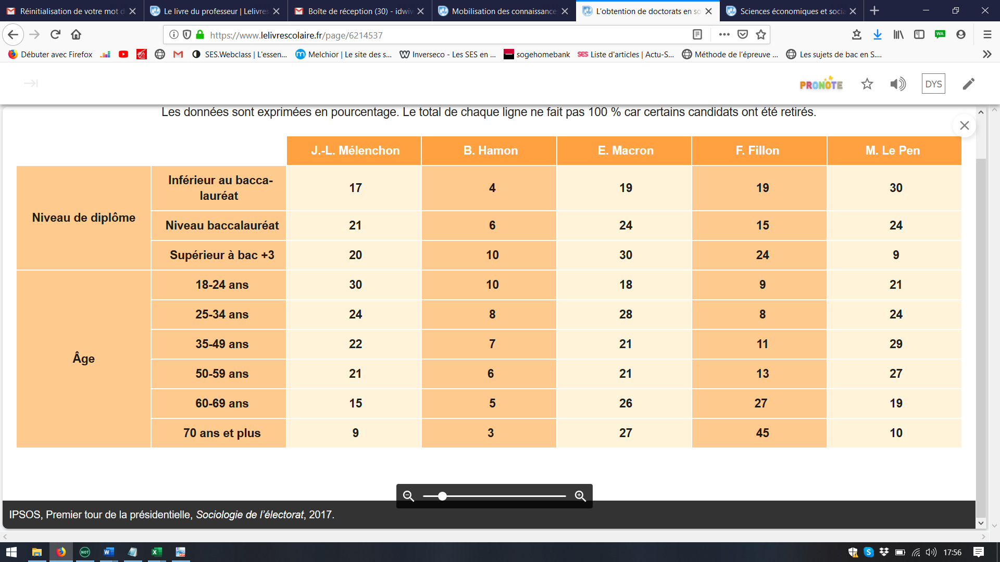 Réinitialisation de votre mot d
Le livre du professeur | Lelivres
Boîte de réception (30) - idwiw
Mobilisation des connaissance
L'obtention de doctorats en so
Sciences économiques et socia
https://www.lelivrescolaire.fr/page/6214537
Débuter avec Firefox
SES.Webclass | L'essen...
Melchior | Le site des s...
Inverseco - Les SES en ...
sogehomebank
SES Liste d'articles | Actu-S...
Méthode de l'épreuve ...
Les sujets de bac en S....
PRONOTE
DYS
Les données sont exprimées en pourcentage. Le total de chaque ligne ne fait pas 100 % car certains candidats ont été retirés.
J.-L. Mélenchon B. Hamon E. Macron F. Fillon M. Le Pen
Niveau de diplôme
Inférieur au bacca-
lauréat 17 4 19 19 30
Niveau baccalauréat 21 6 24 15 24
Supérieur à bac +3 20 10 30 24 9
Âge
18-24 ans 30 10 18 9 21
25-34 ans 24 8 28 8 24
35-49 ans 22 7 21 11 29
50-59 ans 21 6 21 13 27
60-69 ans 15 5 26 27 19
70 ans et plus 9 3 27 45 10
IPSOS, Premier tour de la présidentielle, Sociologie de l'électorat, 2017.
17:56